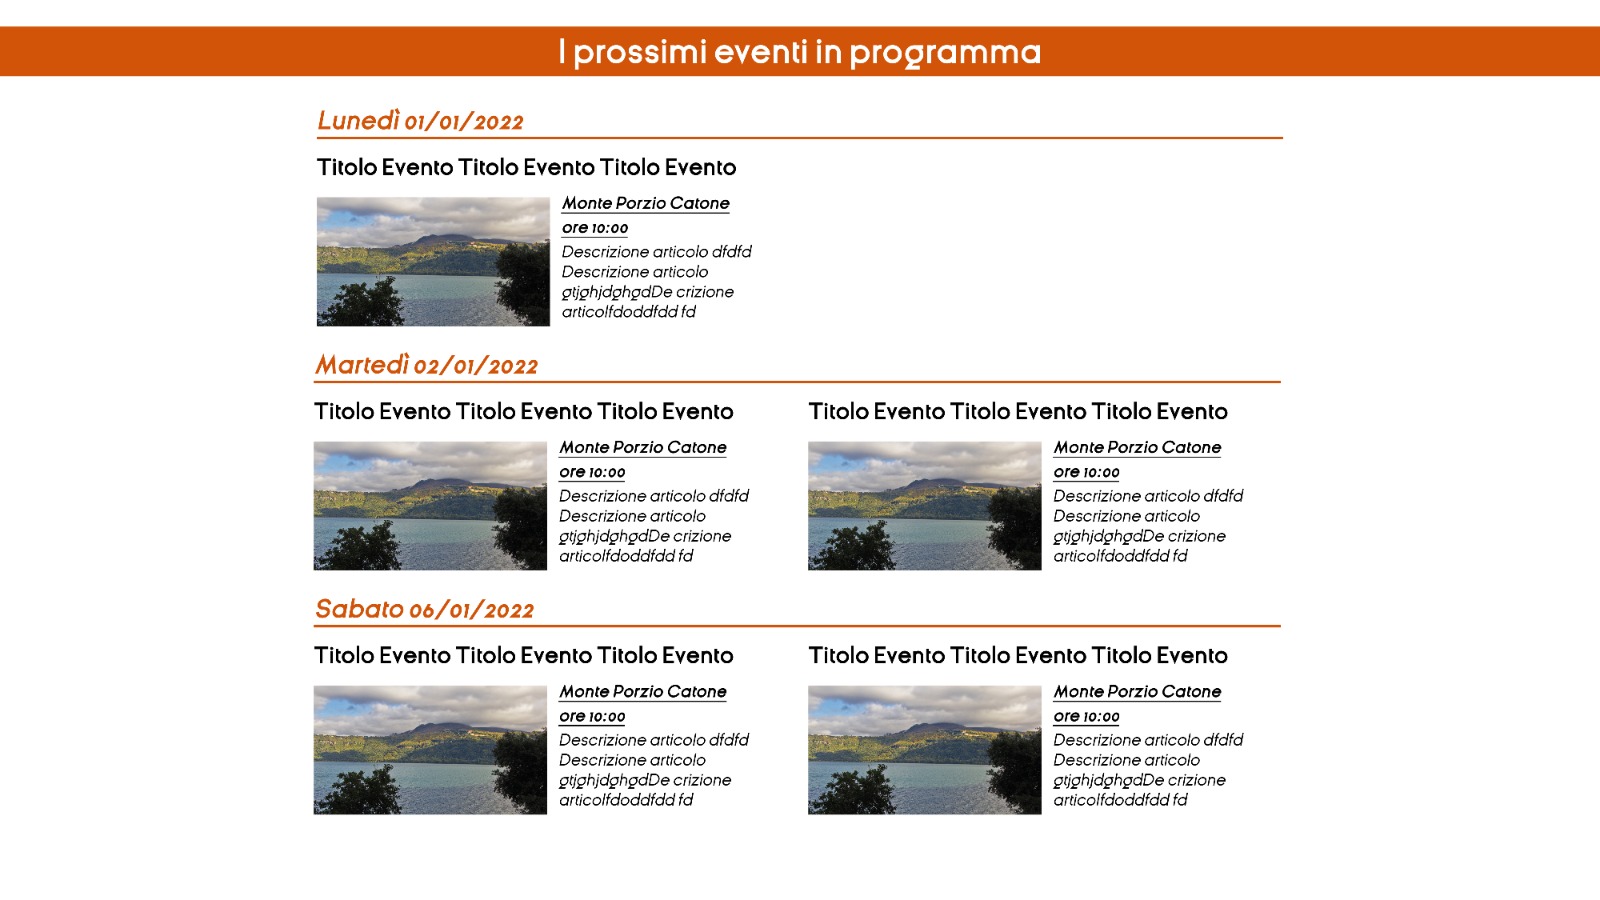 I prossimi eventi in programma
Lunedì 01/01/2022
Titolo Evento Titolo Evento Titolo Evento
Monte Porzio Catone
ore 10:00
Descrizione articolo dfdfd
Descrizione articolo
gtjghjdghgdDe crizione
articolfdoddfdd fd
Martedì 02/01/2022
Titolo Evento Titolo Evento Titolo Evento
Monte Porzio Catone
ore 10:00
Descrizione articolo dfdfd
Descrizione articolo
gtjghjdghgdDe crizione
articolfdoddfdd fd
Titolo Evento Titolo Evento Titolo Evento
Monte Porzio Catone
ore 10:00
Descrizione articolo dfdfd
Descrizione articolo
gtjghjdghgdDe crizione
articolfdoddfdd fd
Sabato 06/01/2022
Titolo Evento Titolo Evento Titolo Evento
Monte Porzio Catone
ore 10:00
Descrizione articolo dfdfd
Descrizione articolo
gtjghjdghgdDe crizione
articolfdoddfdd fd
Titolo Evento Titolo Evento Titolo Evento
Monte Porzio Catone
ore 10:00
Descrizione articolo dfdfd
Descrizione articolo
gtjghjdghgdDe crizione
articolfdoddfdd fd